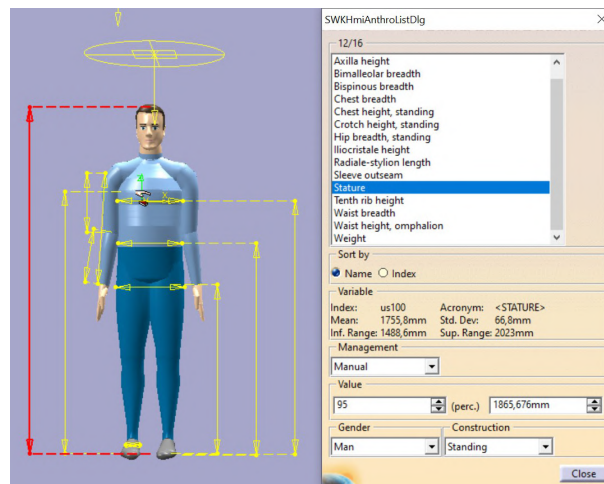 SWKHmiAnthroListDlg
12/16
Axilla height
Bimalleolar breadth
Bispinous breadth
Chest breadth
Chest height, standing
Crotch height, standing
Hip breadth, standing
Iliocristale height
Radiale-stylion length
Sleeve outseam
Stature
Tenth rib height
Waist breadth
Waist height, omphalion
Weight
Sort by
Name Index
Variable
Index: us100 Acronym: <STATURE>
Mean: 1755,8mm Std. Dev: 66,8mm
Inf. Range: 1488,6mm Sup. Range: 2023mm
Management
Manual
Value
95 (perc.) 1865,676mm
Gender Construction
Man Standing
Close